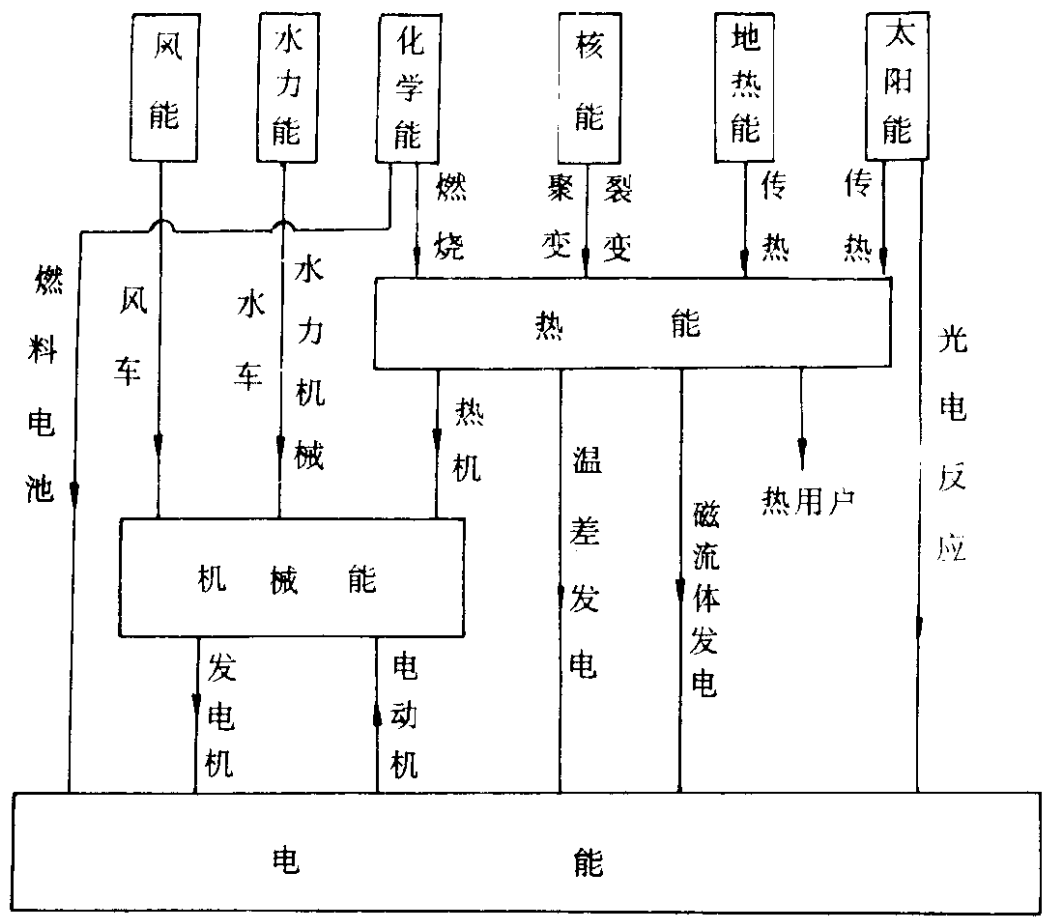 风能
水力能
化学能
核能
地热能
太阳能
燃烧
聚变
裂变
传热
传热
燃料电池
风车
水车
水力机械
热能
热机
温差发电
磁流体发电
热用户
光电反应
机械能
发电机
电动机
电能